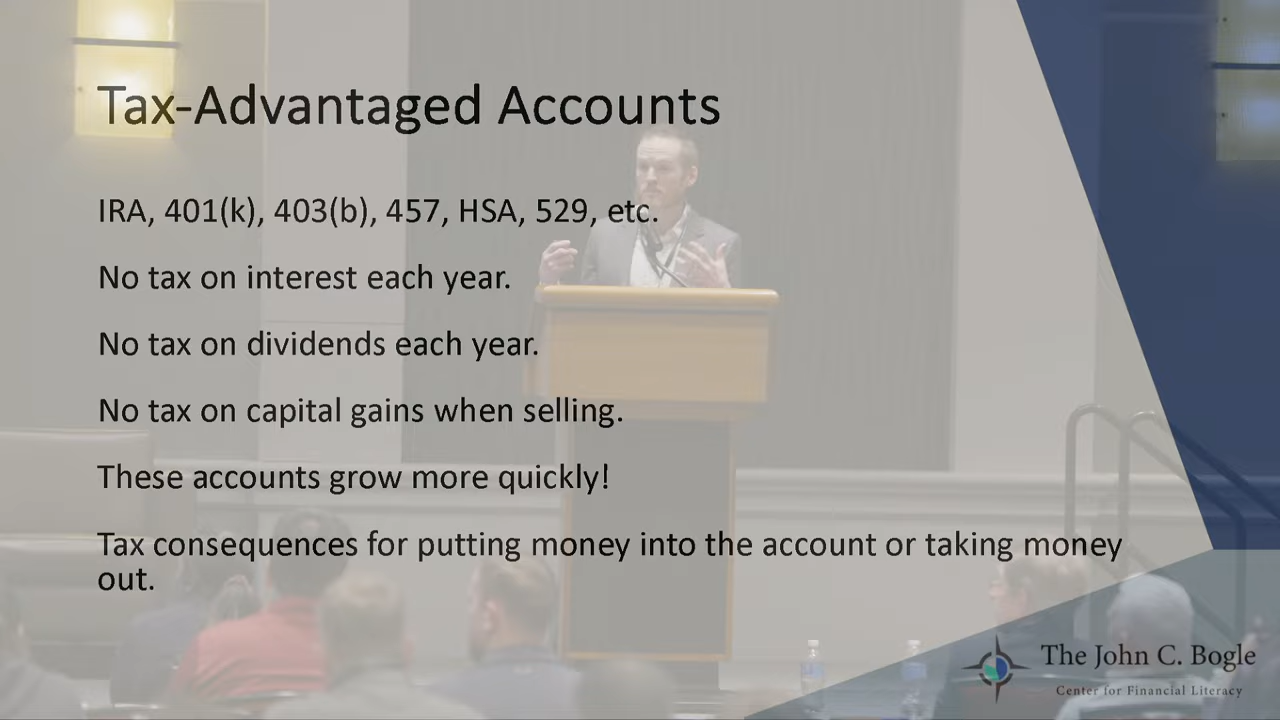 Tax-Advantaged Accounts
IRA, 401(k), 403(b), 457, HSA, 529, etc.
No tax on interest each year.
No tax on dividends each year.
No tax on capital gains when selling.
These accounts grow more quickly!
Tax consequences for putting money into the account or taking money
out.
The John C. Bogle
Center for Financial Literacy